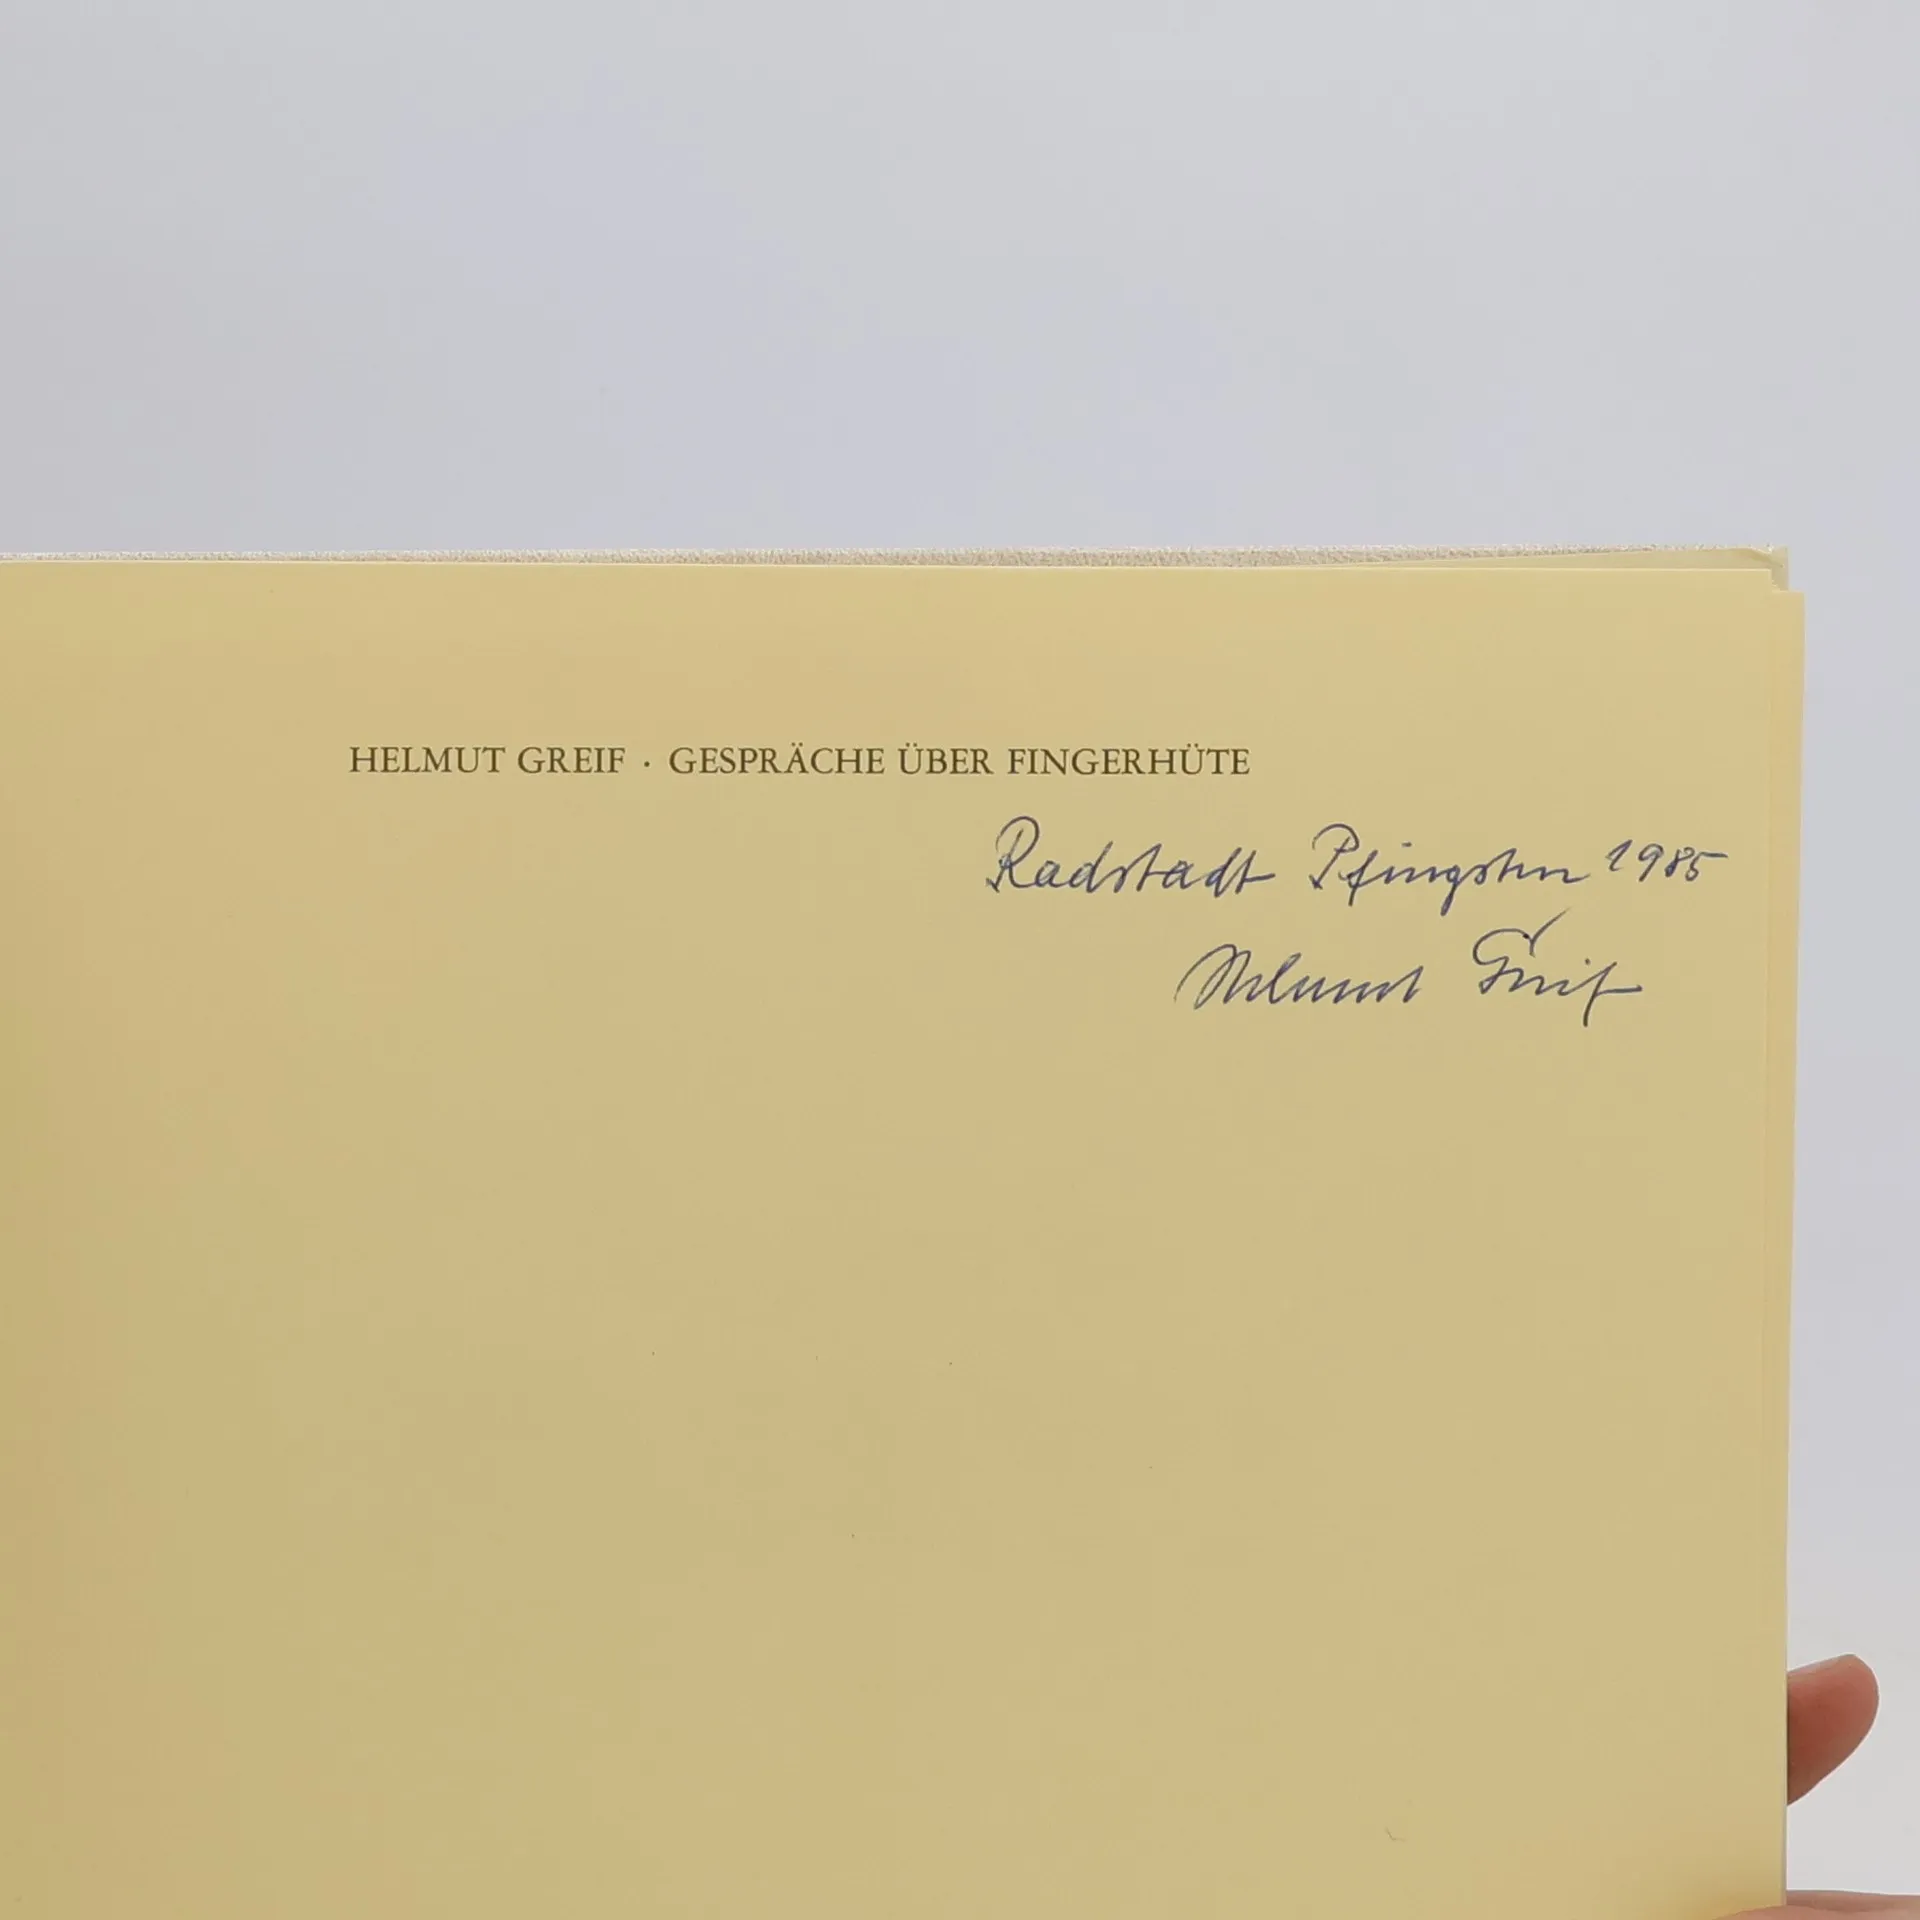 HELMUT GREIF · GESPRÄCHE ÜBER FINGERHÜTE
Radstadt Pfingsten 1985
Helmut Greif